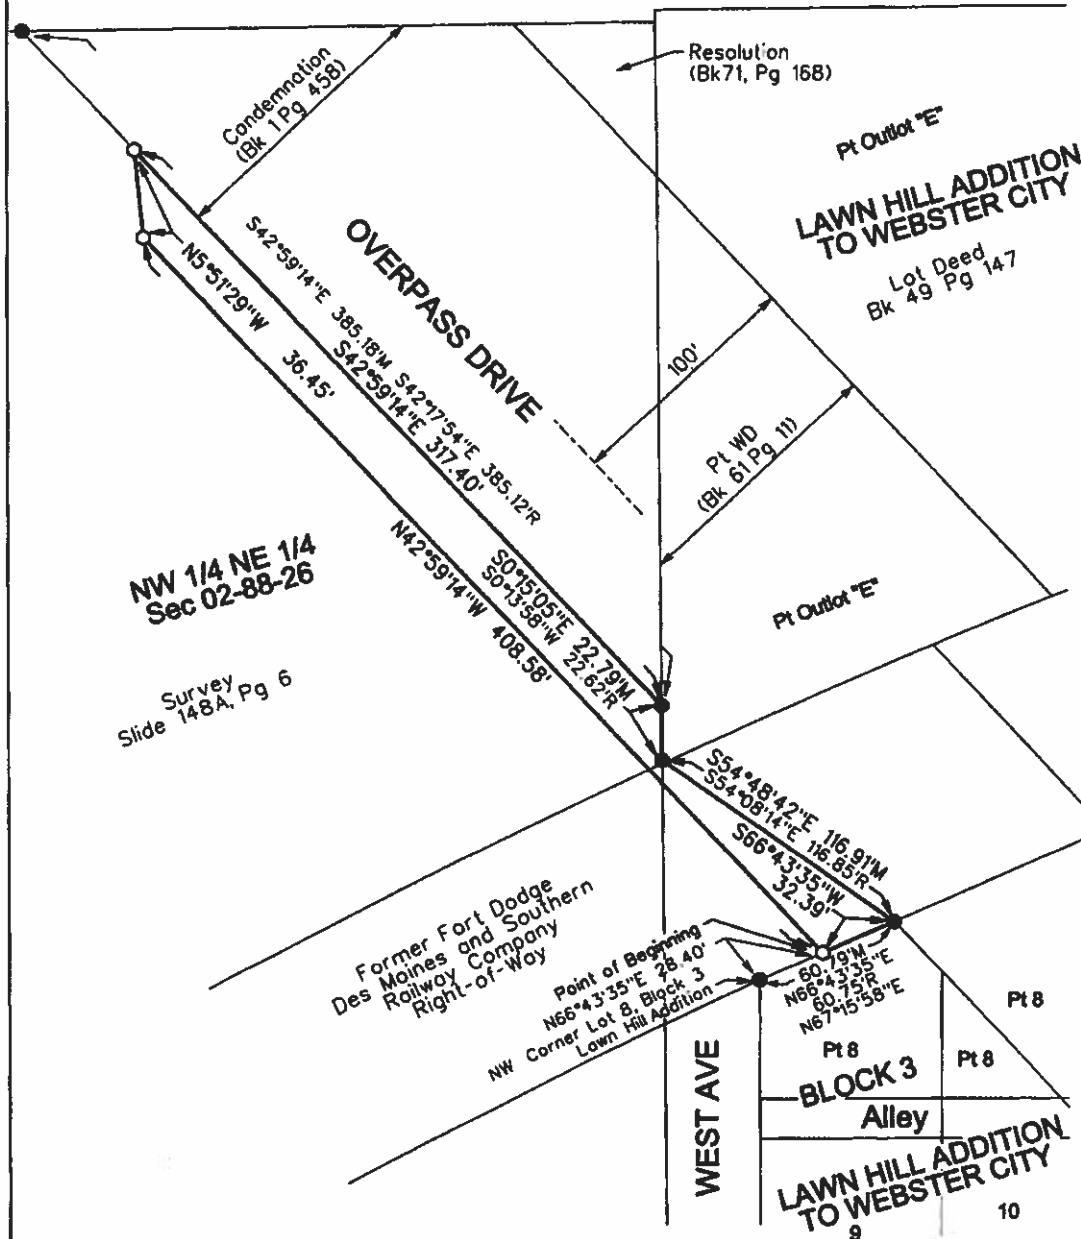 Resolution
(Bk71, Pg 168)
Condemnation
(Bk 1 Pg 458)
Pt Outlot "E"
LAWN HILL ADDITION
TO WEBSTER CITY
Lot Deed
Bk 49 Pg 147
OVERPASS DRIVE
S42°59'14"E 385.18'M S42°17'54"E 385.12'R
S42°59'14"E 317.40'
N5°51'29"W 36.45'
100'
Pt WD
(Bk 61 Pg 11)
NW 1/4 NE 1/4
Sec 02-88-26
N42°59'14"W 408.58'
S0°15'05"E 22.79'M
S0°13'58"W 22.62'R
Pt Outlot "E"
Survey
Slide 148A, Pg 6
S54°48'42"E 116.91'M
S54°08'14"E 116.85'R
S66°43'35"W
32.39'
Former Fort Dodge
Des Moines and Southern
Railway Company
Right-of-Way
Point of Beginning
N66°43'35"E 28.40'
NW Corner Lot 8, Block 3
Lawn Hill Addition
60.79'M
N66°43'35"E
60.75'R
N67°15'58"E
Pt 8
Pt 8
Pt 8
BLOCK 3
Alley
WEST AVE
LAWN HILL ADDITION
TO WEBSTER CITY
9
10